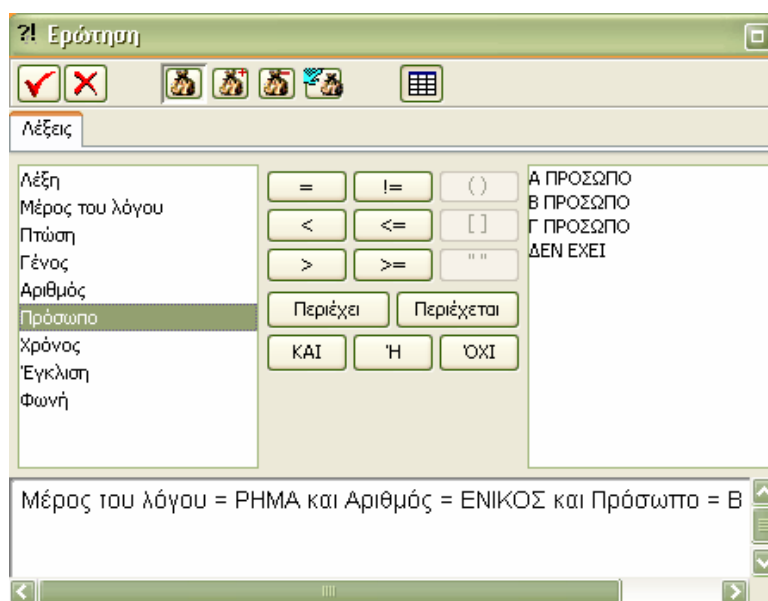 ?! Ερώτηση
Λέξεις
Λέξη
Μέρος του λόγου
Πτώση
Γένος
Αριθμός
Πρόσωπο
Χρόνος
Έγκλιση
Φωνή
= != ( )
< <= [ ]
> >= " "
Περιέχει Περιέχεται
ΚΑΙ Ή ΌΧΙ
Α ΠΡΟΣΩΠΟ
Β ΠΡΟΣΩΠΟ
Γ ΠΡΟΣΩΠΟ
ΔΕΝ ΕΧΕΙ
Μέρος του λόγου = ΡΗΜΑ και Αριθμός = ΕΝΙΚΟΣ και Πρόσωπο = Β